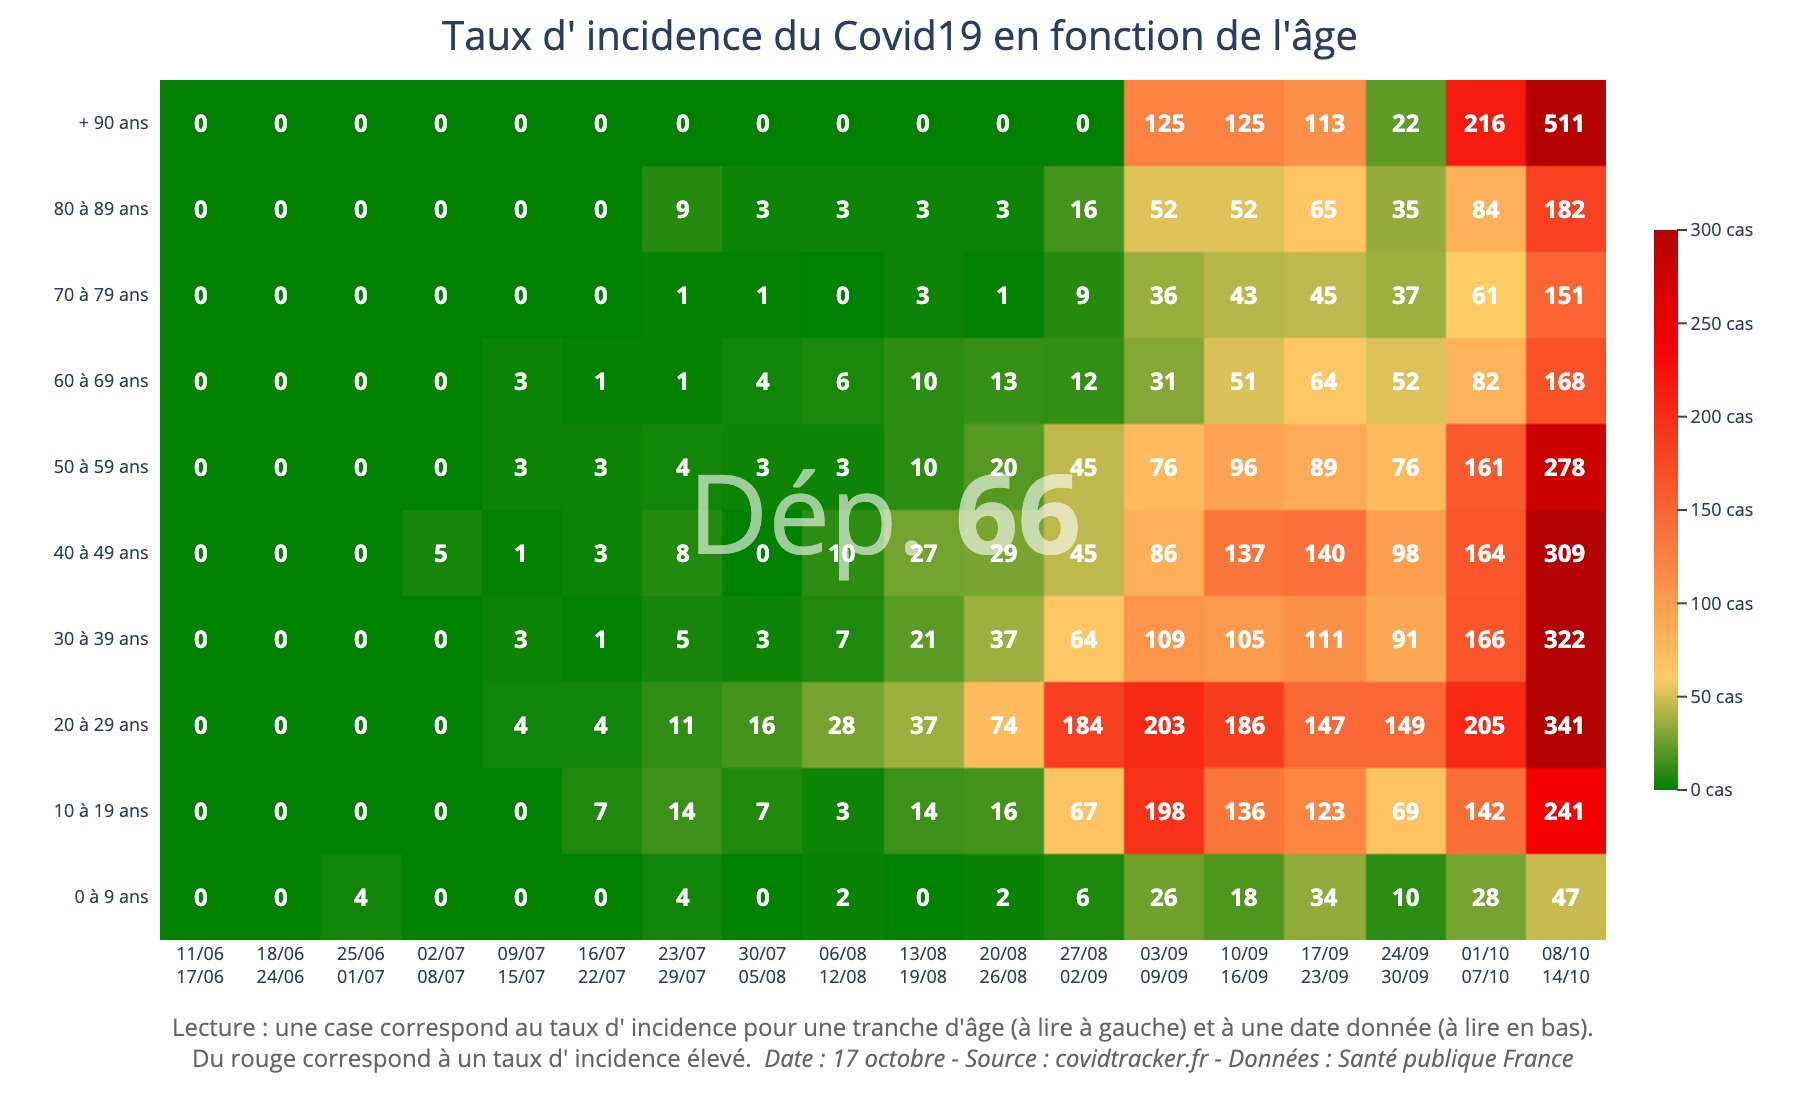 Taux d' incidence du Covid19 en fonction de l'âge
+ 90 ans 0 0 0 0 0 0 0 0 0 0 0 0 125 125 113 22 216 511
80 à 89 ans 0 0 0 0 0 0 9 3 3 3 3 16 52 52 65 35 84 182
70 à 79 ans 0 0 0 0 0 0 1 1 0 3 1 9 36 43 45 37 61 151
60 à 69 ans 0 0 0 0 3 1 1 4 6 10 13 12 31 51 64 52 82 168
50 à 59 ans 0 0 0 0 3 3 4 3 3 10 20 45 76 96 89 76 161 278
Dép. 66
40 à 49 ans 0 0 0 5 1 3 8 0 10 27 29 45 86 137 140 98 164 309
30 à 39 ans 0 0 0 0 3 1 5 3 7 21 37 64 109 105 111 91 166 322
20 à 29 ans 0 0 0 0 4 4 11 16 28 37 74 184 203 186 147 149 205 341
10 à 19 ans 0 0 0 0 0 7 14 7 3 14 16 67 198 136 123 69 142 241
0 à 9 ans 0 0 4 0 0 0 4 0 2 0 2 6 26 18 34 10 28 47
11/06 18/06 25/06 02/07 09/07 16/07 23/07 30/07 06/08 13/08 20/08 27/08 03/09 10/09 17/09 24/09 01/10 08/10
17/06 24/06 01/07 08/07 15/07 22/07 29/07 05/08 12/08 19/08 26/08 02/09 09/09 16/09 23/09 30/09 07/10 14/10
300 cas
250 cas
200 cas
150 cas
100 cas
50 cas
0 cas
Lecture : une case correspond au taux d' incidence pour une tranche d'âge (à lire à gauche) et à une date donnée (à lire en bas).
Du rouge correspond à un taux d' incidence élevé. Date : 17 octobre - Source : covidtracker.fr - Données : Santé publique France